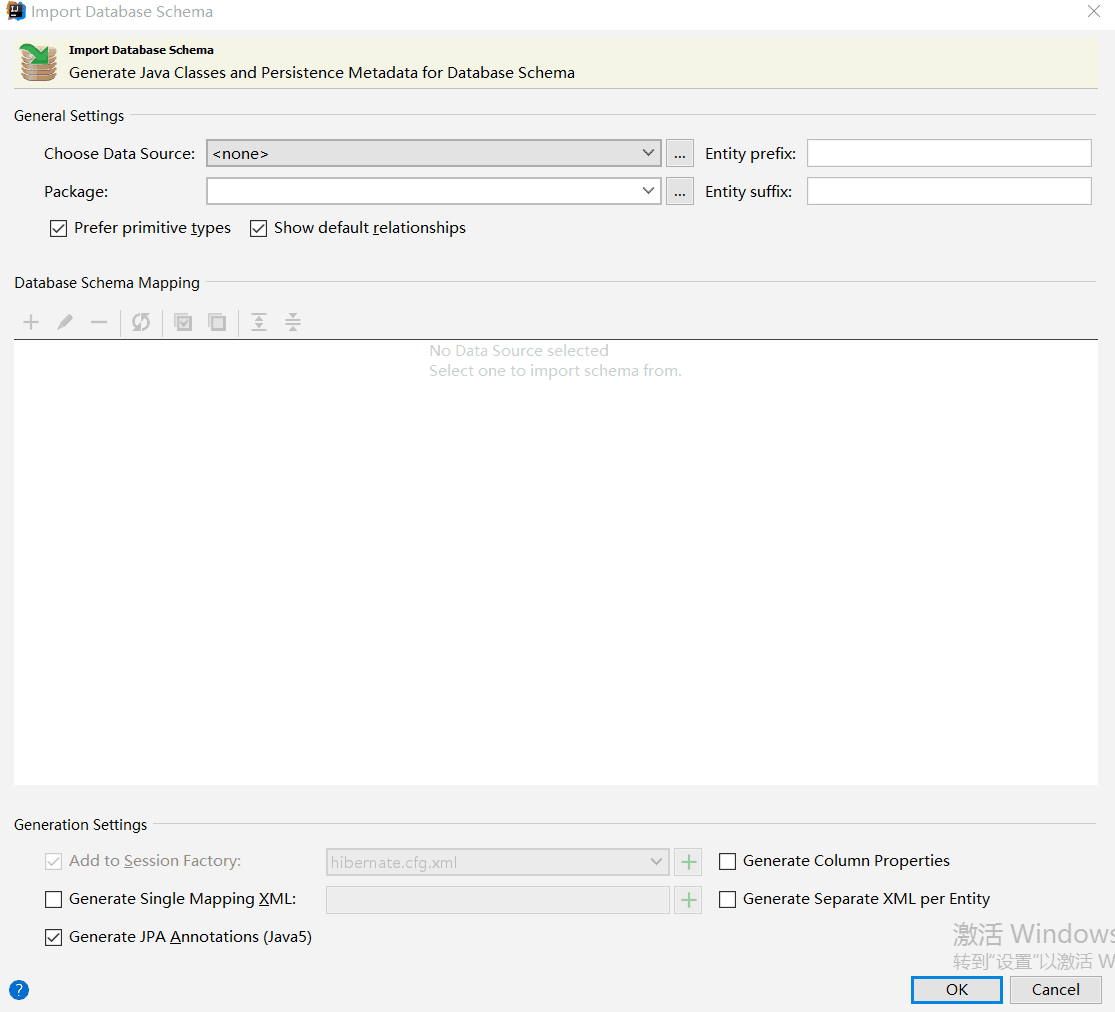 Import Database Schema
Import Database Schema
Generate Java Classes and Persistence Metadata for Database Schema
General Settings
Choose Data Source: <none> ... Entity prefix:
Package: ... Entity suffix:
Prefer primitive types Show default relationships
Database Schema Mapping
No Data Source selected
Select one to import schema from.
Generation Settings
Add to Session Factory: hibernate.cfg.xml Generate Column Properties
Generate Single Mapping XML: Generate Separate XML per Entity
Generate JPA Annotations (Java5)
激活 Windows
转到"设置"以激活 W
? OK Cancel